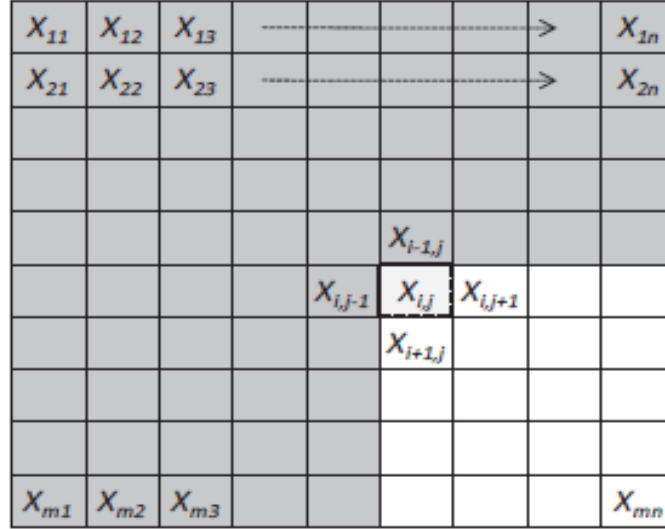 X11 X12 X13 X1n
X21 X22 X23 X2n
Xi-1,j
Xi,j-1 Xi,j Xi,j+1
Xi+1,j
Xm1 Xm2 Xm3 Xmn